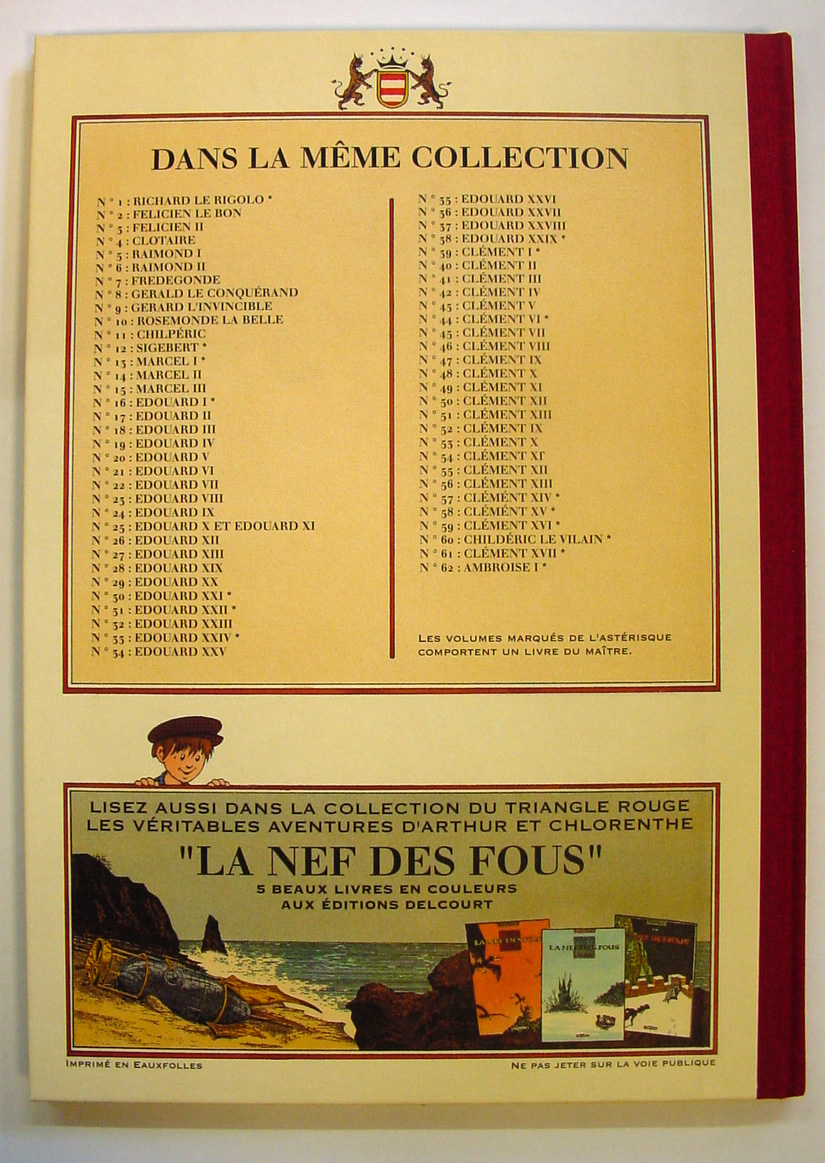 DANS LA MÊME COLLECTION
N° 1 : RICHARD LE RIGOLO *
N° 2 : FELICIEN LE BON
N° 3 : FELICIEN II
N° 4 : CLOTAIRE
N° 5 : RAIMOND I
N° 6 : RAIMOND II
N° 7 : FREDEGONDE
N° 8 : GERALD LE CONQUÉRAND
N° 9 : GERARD L'INVINCIBLE
N° 10 : ROSEMONDE LA BELLE
N° 11 : CHILPÉRIC
N° 12 : SIGEBERT *
N° 13 : MARCEL I *
N° 14 : MARCEL II
N° 15 : MARCEL III
N° 16 : EDOUARD I *
N° 17 : EDOUARD II
N° 18 : EDOUARD III
N° 19 : EDOUARD IV
N° 20 : EDOUARD V
N° 21 : EDOUARD VI
N° 22 : EDOUARD VII
N° 23 : EDOUARD VIII
N° 24 : EDOUARD IX
N° 25 : EDOUARD X ET EDOUARD XI
N° 26 : EDOUARD XII
N° 27 : EDOUARD XIII
N° 28 : EDOUARD XIX
N° 29 : EDOUARD XX
N° 30 : EDOUARD XXI *
N° 31 : EDOUARD XXII *
N° 32 : EDOUARD XXIII
N° 33 : EDOUARD XXIV *
N° 34 : EDOUARD XXV
N° 35 : EDOUARD XXVI
N° 36 : EDOUARD XXVII
N° 37 : EDOUARD XXVIII
N° 38 : EDOUARD XXIX *
N° 39 : CLÉMENT I *
N° 40 : CLÉMENT II
N° 41 : CLÉMENT III
N° 42 : CLÉMENT IV
N° 43 : CLÉMENT V
N° 44 : CLÉMENT VI *
N° 45 : CLÉMENT VII
N° 46 : CLÉMENT VIII
N° 47 : CLÉMENT IX
N° 48 : CLÉMENT X
N° 49 : CLÉMENT XI
N° 50 : CLÉMENT XII
N° 51 : CLÉMENT XIII
N° 52 : CLÉMENT IX
N° 53 : CLÉMENT X
N° 54 : CLÉMENT XI
N° 55 : CLÉMENT XII
N° 56 : CLÉMENT XIII
N° 57 : CLÉMÉNT XIV *
N° 58 : CLÉMÉNT XV *
N° 59 : CLÉMENT XVI *
N° 60 : CHILDÉRIC LE VILAIN *
N° 61 : CLÉMENT XVII *
N° 62 : AMBROISE I *
LES VOLUMES MARQUÉS DE L'ASTÉRISQUE
COMPORTENT UN LIVRE DU MAÎTRE.
LISEZ AUSSI DANS LA COLLECTION DU TRIANGLE ROUGE
LES VÉRITABLES AVENTURES D'ARTHUR ET CHLORENTHE
"LA NEF DES FOUS"
5 BEAUX LIVRES EN COULEURS
AUX ÉDITIONS DELCOURT
LA NEF DES FOUS
IMPRIMÉ EN EAUXFOLLES
NE PAS JETER SUR LA VOIE PUBLIQUE